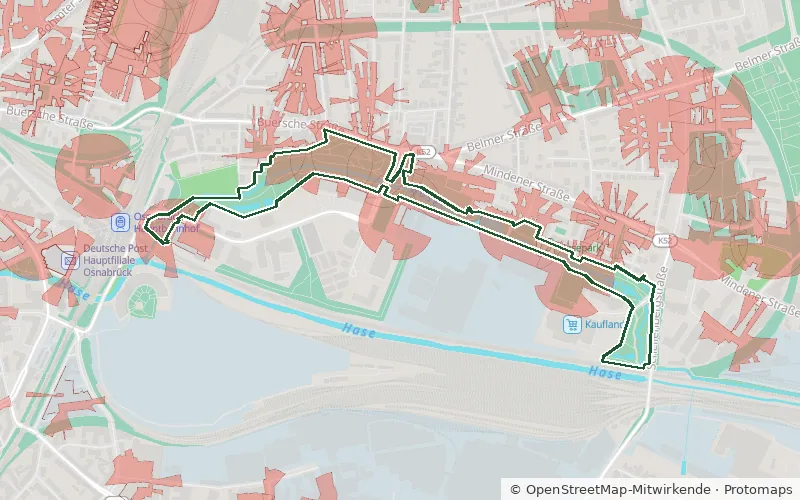 Buersche Straße
Buersche
K52
Belmer Straße
Belmer Straße
Mindener Straße
Hauptbahnhof
Deutsche Post
Hauptfiliale
Osnabrück
Hase
Hase
Hase
K52
Mindener Straße
Kaufland
© OpenStreetMap-Mitwirkende © Protomaps